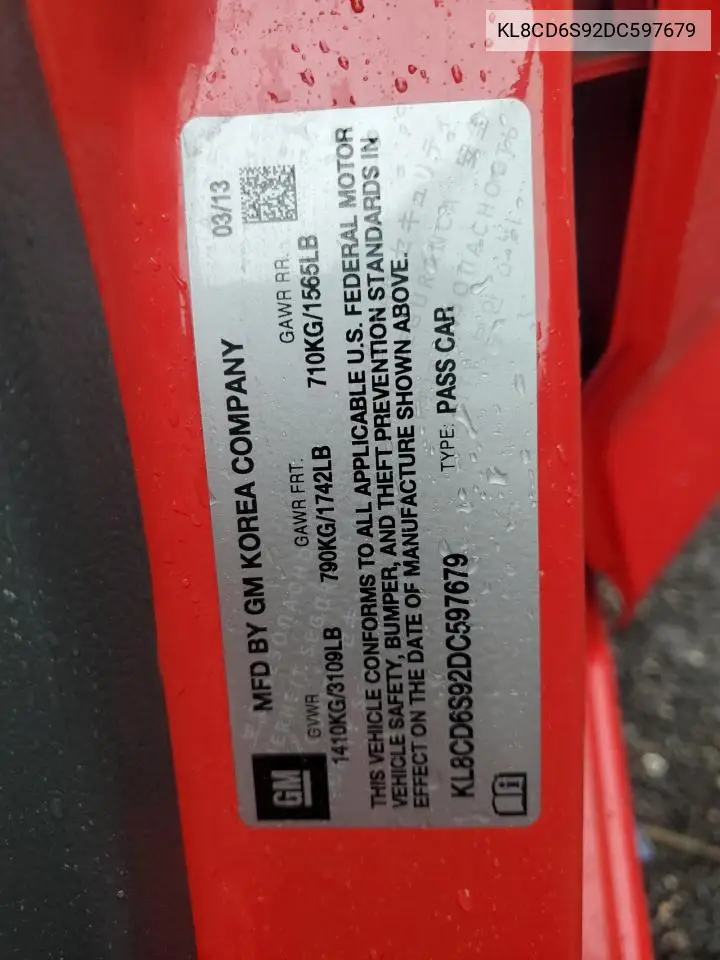 KL8CD6S92DC597679
GM
MFD BY GM KOREA COMPANY
03/13
GVWR
GAWR FRT.
GAWR RR.
1410KG/3109LB
790KG/1742LB
710KG/1565LB
THIS VEHICLE CONFORMS TO ALL APPLICABLE U.S. FEDERAL MOTOR
VEHICLE SAFETY, BUMPER, AND THEFT PREVENTION STANDARDS IN
EFFECT ON THE DATE OF MANUFACTURE SHOWN ABOVE.
KL8CD6S92DC597679
TYPE: PASS CAR